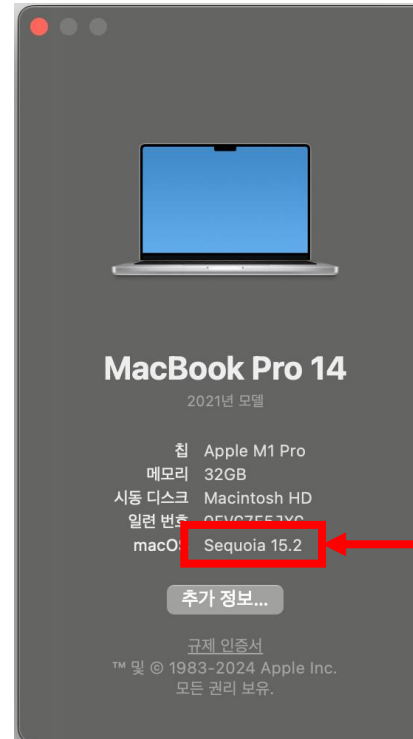 MacBook Pro 14
2021년 모델
칩 Apple M1 Pro
메모리 32GB
시동 디스크 Macintosh HD
일련 번호
macOS Sequoia 15.2
추가 정보...
규제 인증서
™ 및 © 1983-2024 Apple Inc.
모든 권리 보유.